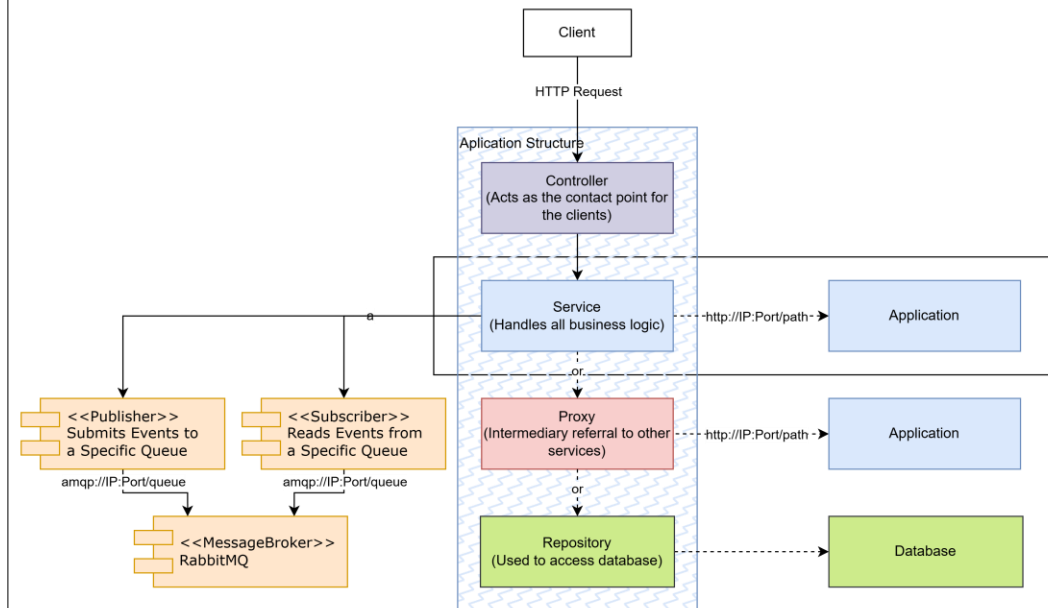 Client
HTTP Request
Aplication Structure
Controller
(Acts as the contact point for
the clients)
Service
(Handles all business logic)
http://IP:Port/path
Application
a
or
<<Publisher>>
Submits Events to
a Specific Queue
<<Subscriber>>
Reads Events from
a Specific Queue
Proxy
(Intermediary referral to other
services)
http://IP:Port/path
Application
amqp://IP:Port/queue
amqp://IP:Port/queue
or
<<MessageBroker>>
RabbitMQ
Repository
(Used to access database)
Database